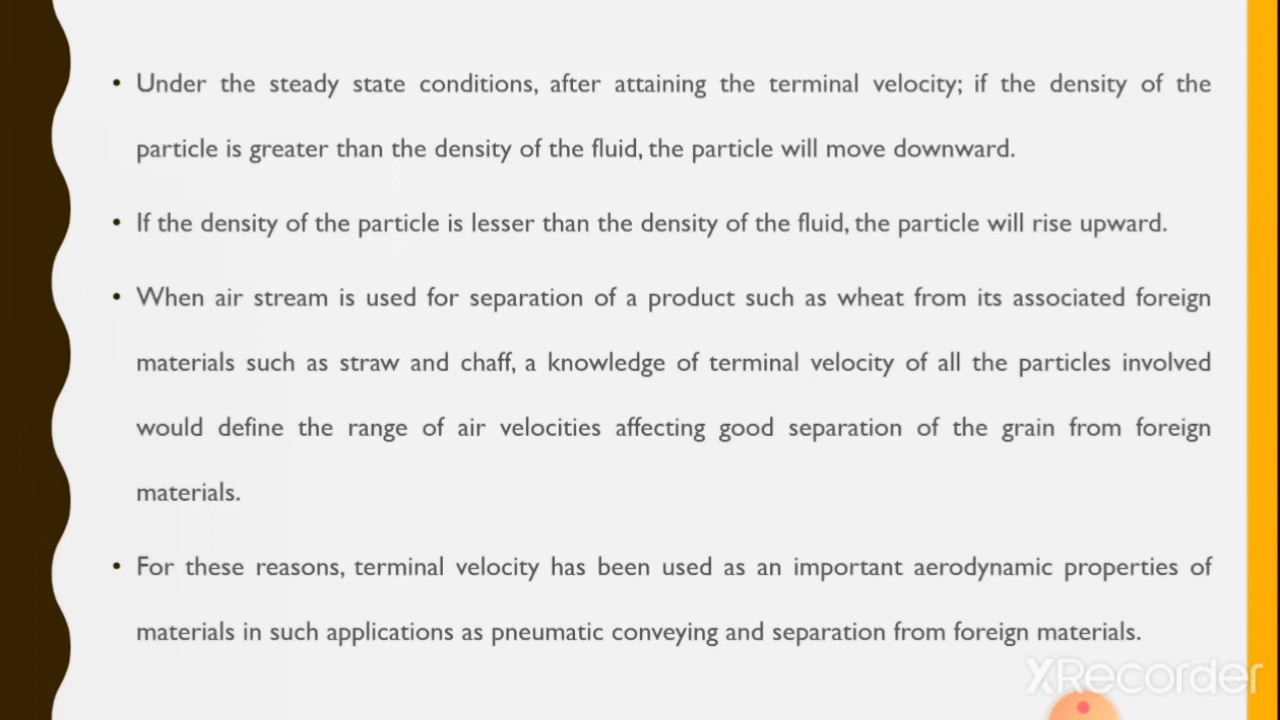 • Under the steady state conditions, after attaining the terminal velocity; if the density of the
particle is greater than the density of the fluid, the particle will move downward.
• If the density of the particle is lesser than the density of the fluid, the particle will rise upward.
• When air stream is used for separation of a product such as wheat from its associated foreign
materials such as straw and chaff, a knowledge of terminal velocity of all the particles involved
would define the range of air velocities affecting good separation of the grain from foreign
materials.
• For these reasons, terminal velocity has been used as an important aerodynamic properties of
materials in such applications as pneumatic conveying and separation from foreign materials.
XRecorder